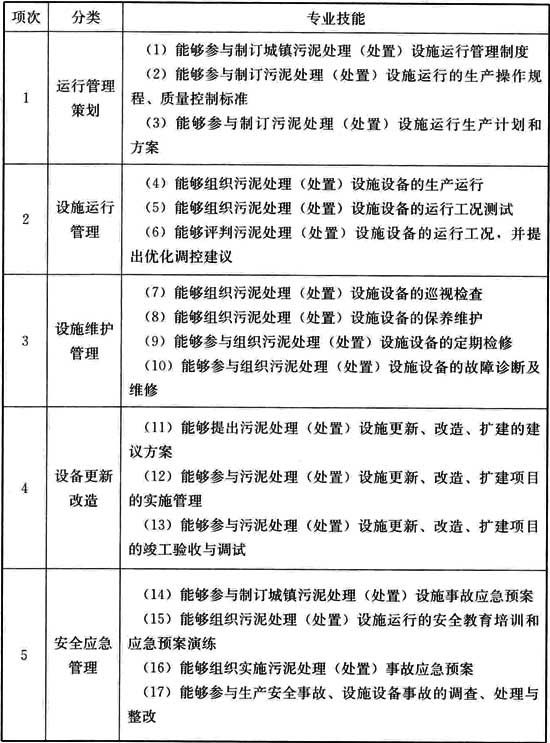 项次 分类 专业技能
1 运行管理策划
（1）能够参与制订城镇污泥处理（处置）设施运行管理制度
（2）能够参与制订污泥处理（处置）设施运行的生产操作规
程、质量控制标准
（3）能够参与制订污泥处理（处置）设施运行生产计划和
方案
2 设施运行管理
（4）能够组织污泥处理（处置）设施设备的生产运行
（5）能够组织污泥处理（处置）设施设备的运行工况测试
（6）能够评判污泥处理（处置）设施设备的运行工况，并提
出优化调控建议
3 设施维护管理
（7）能够组织污泥处理（处置）设施设备的巡视检查
（8）能够组织污泥处理（处置）设施设备的保养维护
（9）能够参与组织污泥处理（处置）设施设备的定期检修
（10）能够参与组织污泥处理（处置）设施设备的故障诊断及
维修
4 设备更新改造
（11）能够提出污泥处理（处置）设施更新、改造、扩建的建
议方案
（12）能够参与污泥处理（处置）设施更新、改造、扩建项目
的实施管理
（13）能够参与污泥处理（处置）设施更新、改造、扩建项目
的竣工验收与调试
5 安全应急管理
（14）能够参与制订城镇污泥处理（处置）设施事故应急预案
（15）能够组织污泥处理（处置）设施运行的安全教育培训和
应急预案演练
（16）能够组织实施污泥处理（处置）事故应急预案
（17）能够参与生产安全事故、设施设备事故的调查、处理与
整改